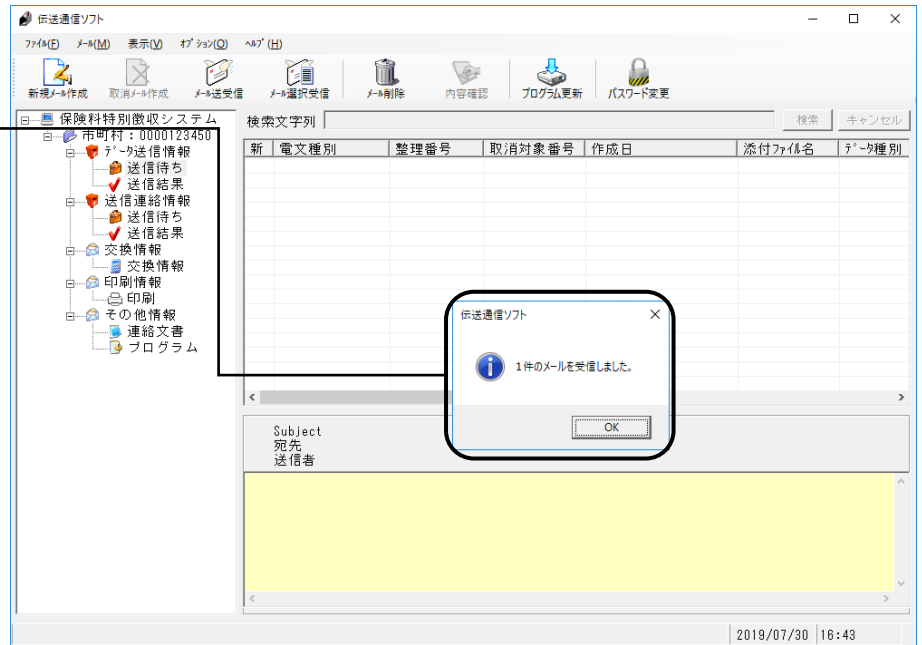 伝送通信ソフト
ファイル(F) メール(M) 表示(V) オプション(O) ヘルプ(H)
新規メール作成 取消メール作成 メール送受信 メール選択受信 メール削除 内容確認 プログラム更新 パスワード変更
保険料特別徴収システム
市町村：0000123450
データ送信情報
送信待ち
送信結果
送信連絡情報
送信待ち
送信結果
交換情報
交換情報
印刷情報
印刷
その他情報
連絡文書
プログラム
検索文字列 検索 キャンセル
新 電文種別 整理番号 取消対象番号 作成日 添付ファイル名 データ種別
伝送通信ソフト
1件のメールを受信しました。
OK
Subject
宛先
送信者
2019/07/30 16:43